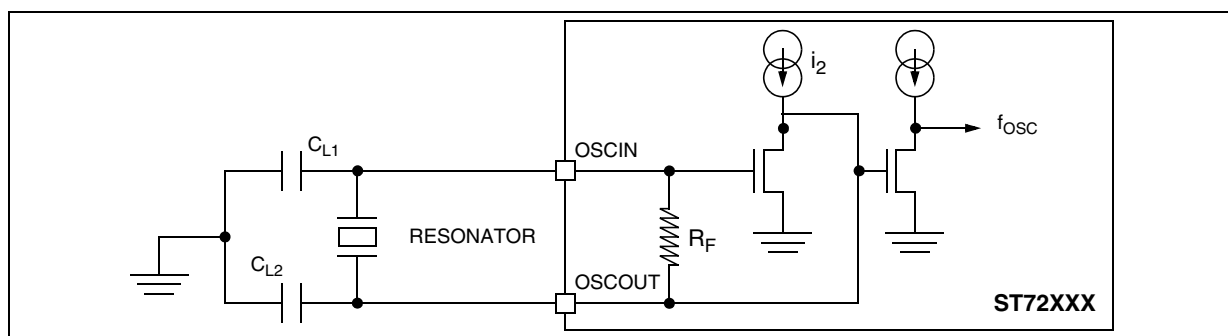 i2
fOSC
CL1
OSCIN
RESONATOR
RF
CL2
OSCOUT
ST72XXX